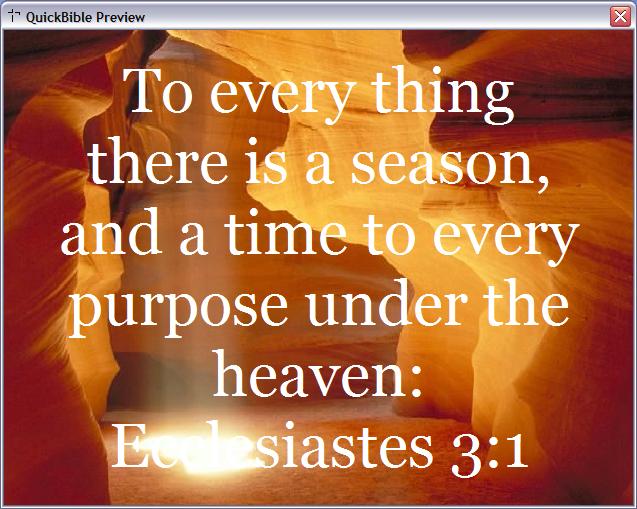 QuickBible Preview
To every thing
there is a season,
and a time to every
purpose under the
heaven:
Ecclesiastes 3:1